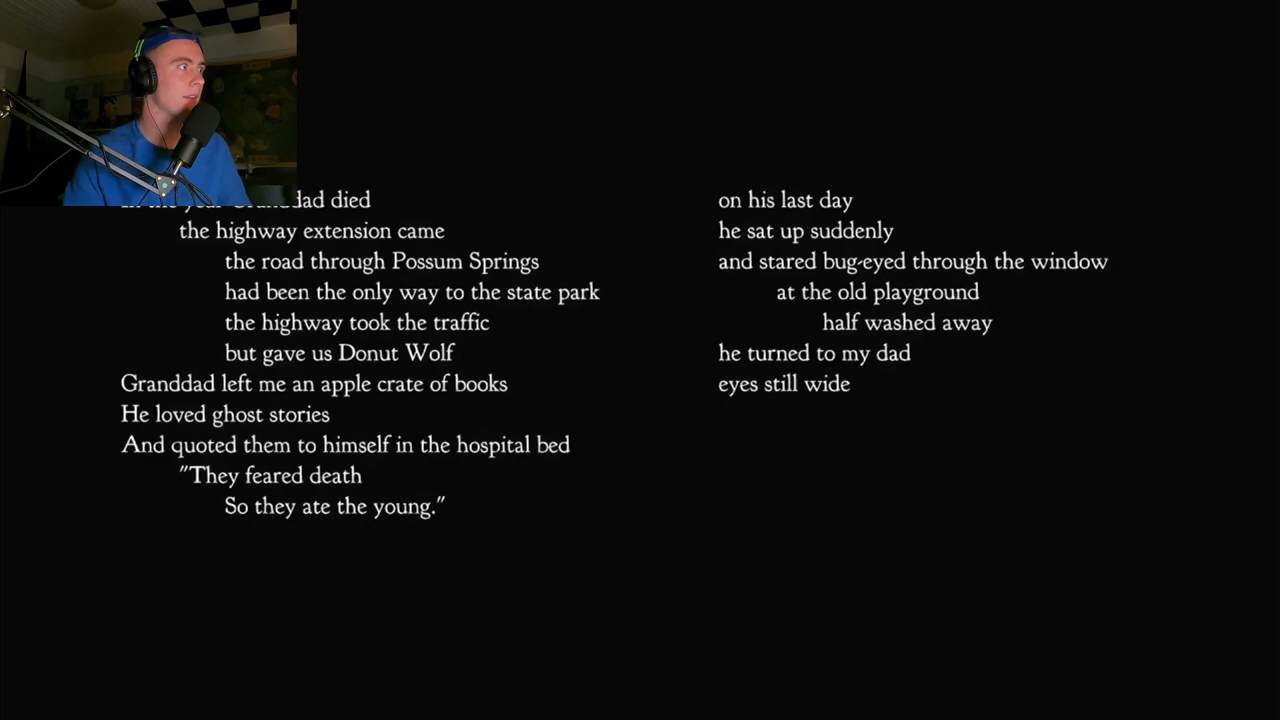 In the year Granddad died
the highway extension came
the road through Possum Springs
had been the only way to the state park
the highway took the traffic
but gave us Donut Wolf
Granddad left me an apple crate of books
He loved ghost stories
And quoted them to himself in the hospital bed
"They feared death
So they ate the young."
on his last day
he sat up suddenly
and stared bug-eyed through the window
at the old playground
half washed away
he turned to my dad
eyes still wide